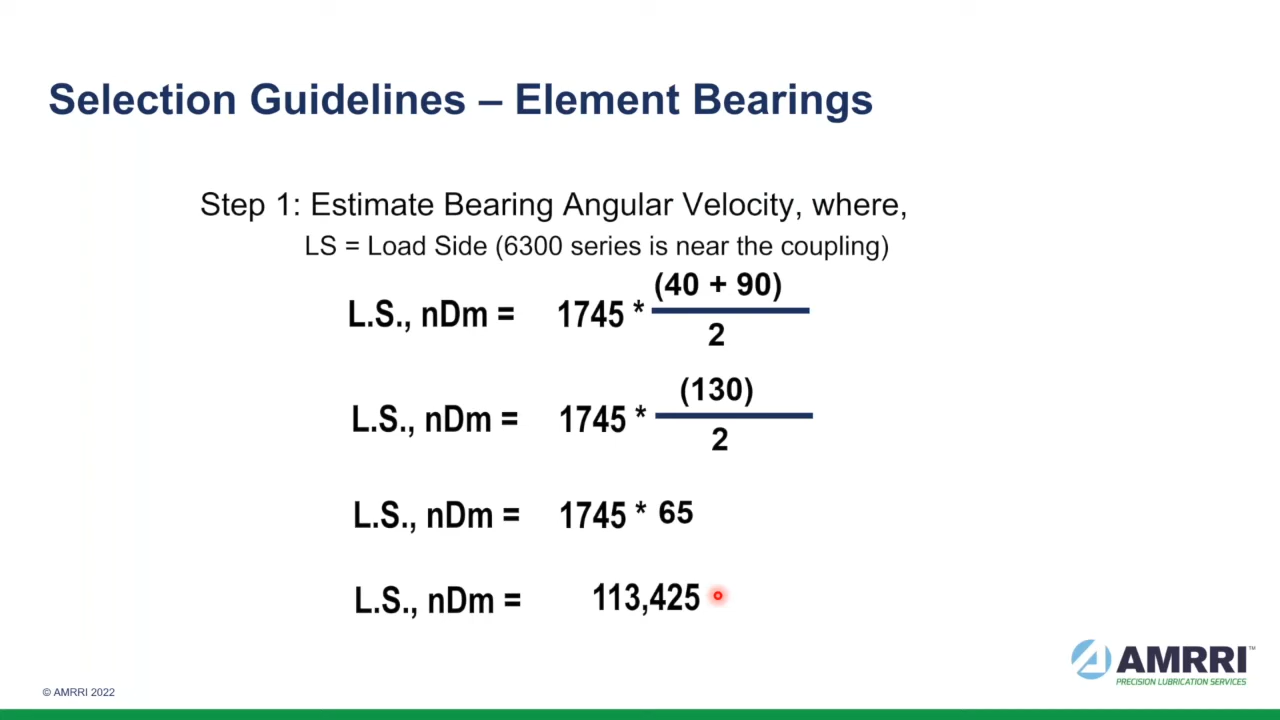 Selection Guidelines – Element Bearings
Step 1: Estimate Bearing Angular Velocity, where,
LS = Load Side (6300 series is near the coupling)
L.S., nDm = 1745 * (40 + 90)
2
L.S., nDm = 1745 * (130)
2
L.S., nDm = 1745 * 65
L.S., nDm = 113,425
AMRRI™
PRECISION LUBRICATION SERVICES
© AMRRI 2022